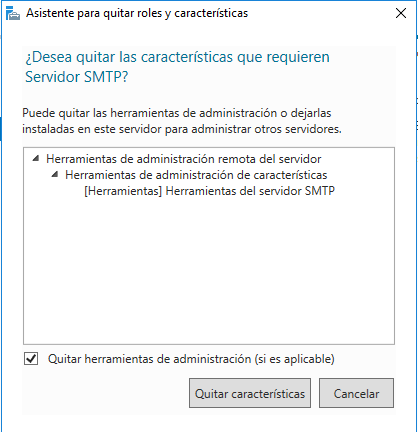 Asistente para quitar roles y características
¿Desea quitar las características que requieren
Servidor SMTP?
Puede quitar las herramientas de administración o dejarlas
instaladas en este servidor para administrar otros servidores.
Herramientas de administración remota del servidor
Herramientas de administración de características
[Herramientas] Herramientas del servidor SMTP
Quitar herramientas de administración (si es aplicable)
Quitar características
Cancelar